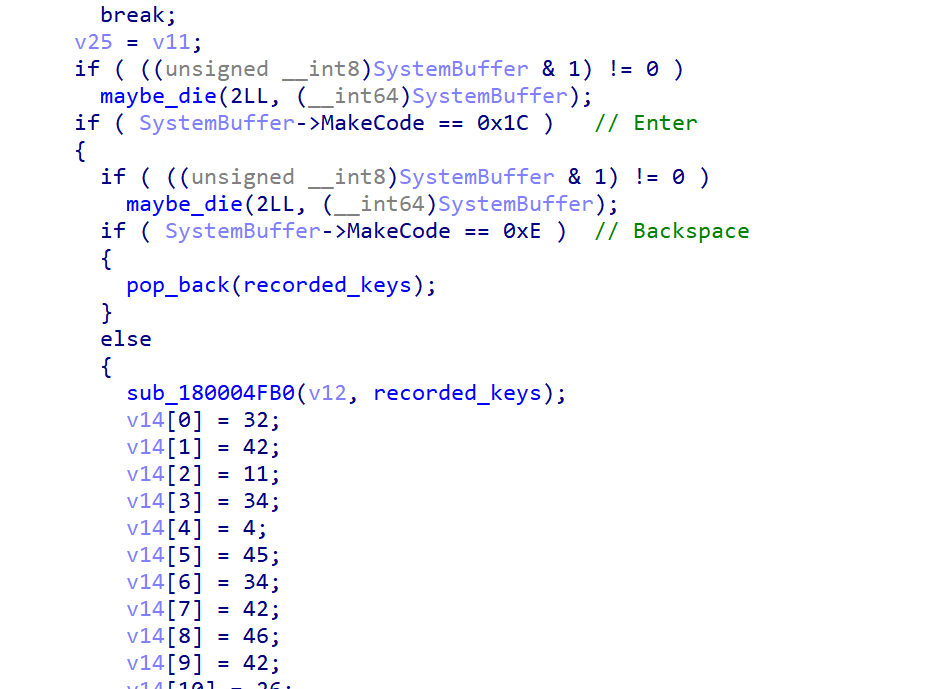 break;
v25 = v11;
if ( ((unsigned __int8)SystemBuffer & 1) != 0 )
maybe_die(2LL, (__int64)SystemBuffer);
if ( SystemBuffer->MakeCode == 0x1C )   // Enter
{
if ( ((unsigned __int8)SystemBuffer & 1) != 0 )
maybe_die(2LL, (__int64)SystemBuffer);
if ( SystemBuffer->MakeCode == 0xE )  // Backspace
{
pop_back(recorded_keys);
}
else
{
sub_180004FB0(v12, recorded_keys);
v14[0] = 32;
v14[1] = 42;
v14[2] = 11;
v14[3] = 34;
v14[4] = 4;
v14[5] = 45;
v14[6] = 34;
v14[7] = 42;
v14[8] = 46;
v14[9] = 42;
v14[10] = 26;